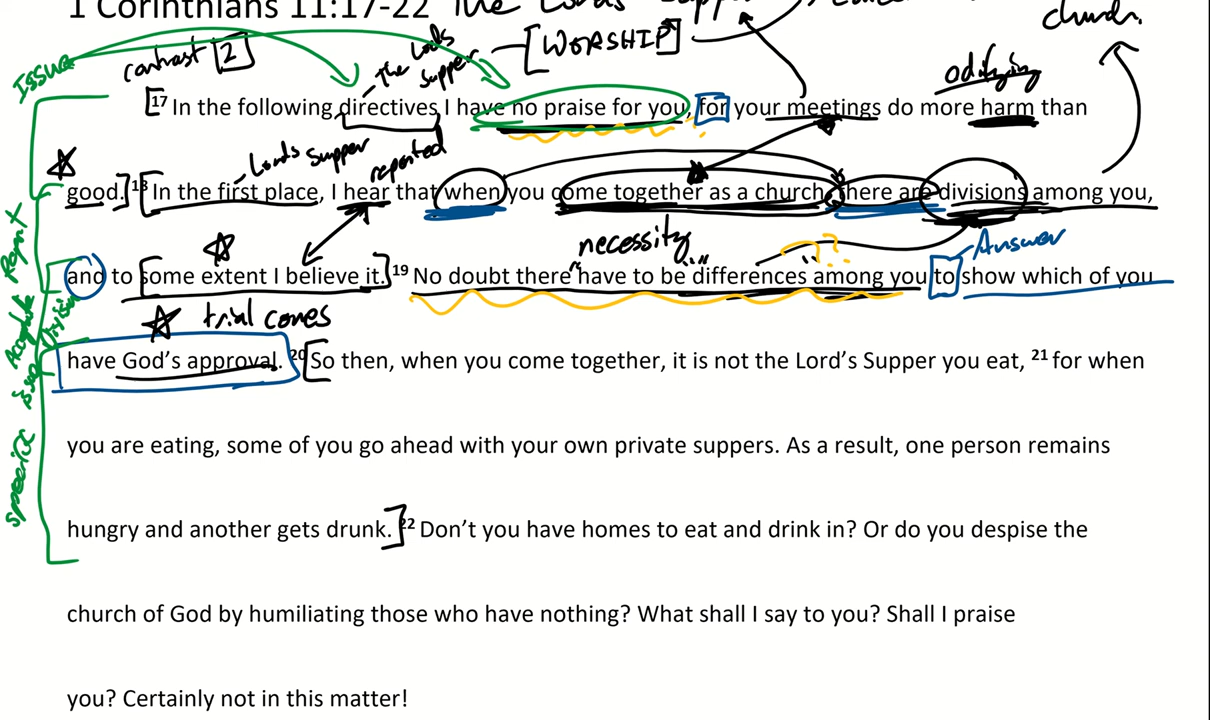 1 Corinthians 11:17-22 The Lord's Supper
church.
Issue
contrast [2]
The Lords Supper
[WORSHIP]
[17 In the following directives I have no praise for you, for your meetings do more harm than
Lords Supper
reported
good.] 18 [In the first place, I hear that when you come together as a church, there are divisions among you,
necessity
?
Answer
and to [some extent I believe it.] 19 No doubt there "have to be" differences among you to show which of you
trial comes
have God's approval. 20 [So then, when you come together, it is not the Lord's Supper you eat, 21 for when
you are eating, some of you go ahead with your own private suppers. As a result, one person remains
hungry and another gets drunk.] 22 Don't you have homes to eat and drink in? Or do you despise the
church of God by humiliating those who have nothing? What shall I say to you? Shall I praise
you? Certainly not in this matter!
Report
specific issue